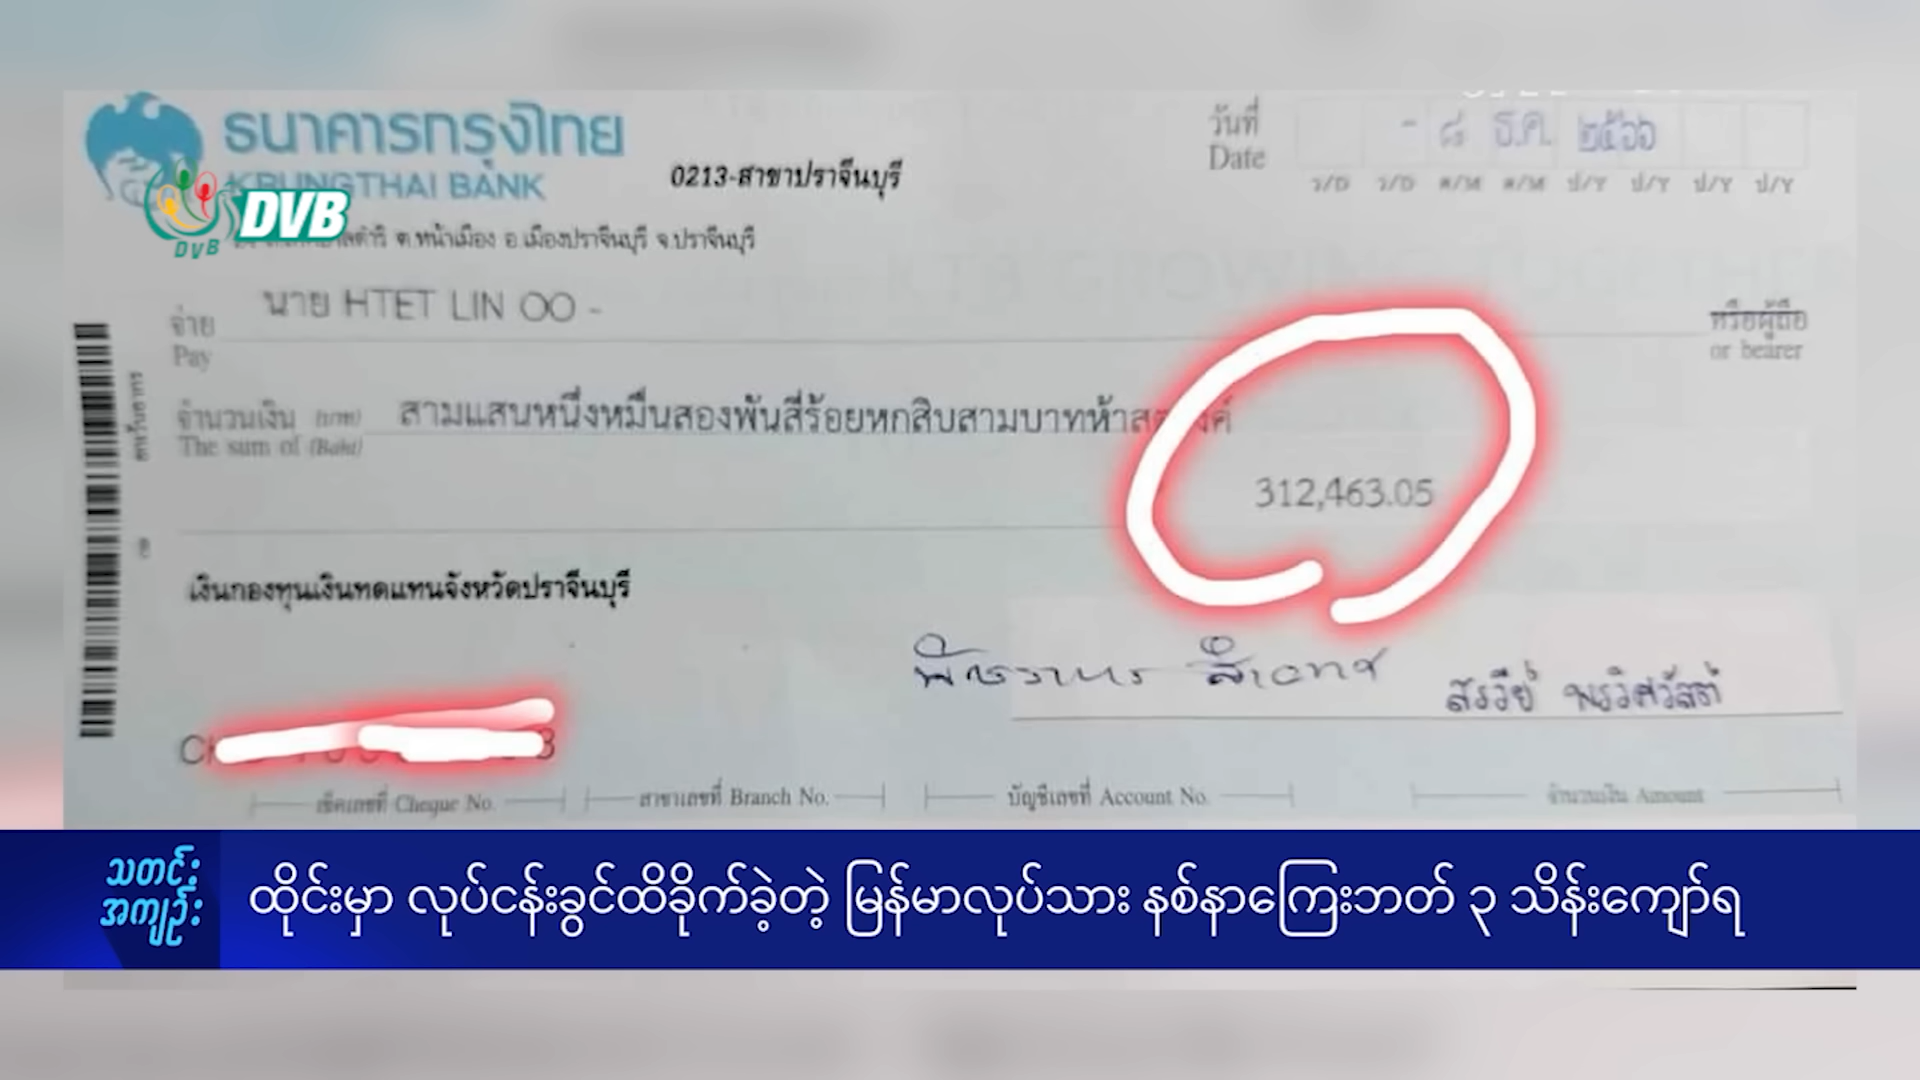 ธนาคารกรุงไทย
KRUNGTHAI BANK
0213-สาขาปราจีนบุรี
วันที่
Date
- ๘ ธ.ค. ๒๕๖๖
ว/D ว/D ด/M ด/M ป/Y ป/Y ป/Y ป/Y
DVB
DVB
ต.หน้าเมือง อ.เมืองปราจีนบุรี จ.ปราจีนบุรี
จ่าย
Pay
นาย HTET LIN OO -
หรือผู้ถือ
or bearer
จำนวนเงิน (บาท) สามแสนหนึ่งหมื่นสองพันสี่ร้อยหกสิบสามบาทห้าสตางค์
The sum of (Baht)
312,463.05
เงินกองทุนเงินทดแทนจังหวัดปราจีนบุรี
เช็คเลขที่ Cheque No. สาขาเลขที่ Branch No. บัญชีเลขที่ Account No. จำนวนเงิน Amount
သတင်း
အကျဉ်း
ထိုင်းမှာ လုပ်ငန်းခွင်ထိခိုက်ခဲ့တဲ့ မြန်မာလုပ်သား နစ်နာကြေးဘတ် ၃ သိန်းကျော်ရ